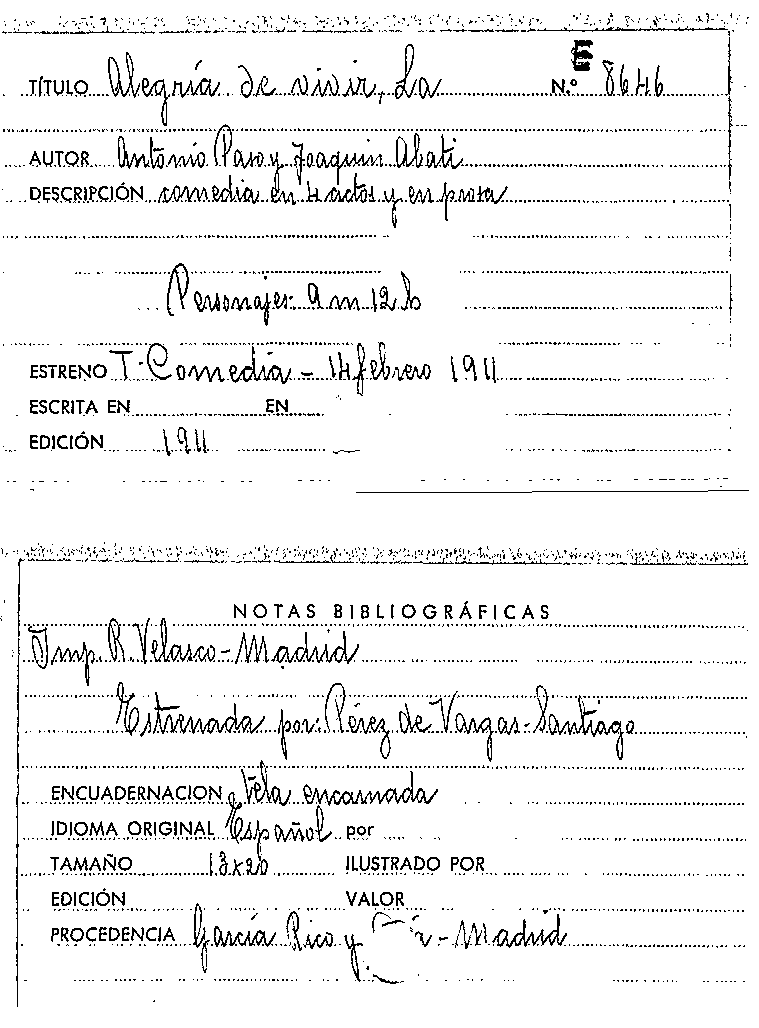 E
TÍTULO Alegría de vivir, La N.º 8646
AUTOR Antonio Paso y Joaquin Abati
DESCRIPCIÓN comedia en 4 actos y en prosa
Personajes: 9 m 12 h
ESTRENO T. Comedia - 14 febrero 1911
ESCRITA EN EN
EDICIÓN 1911
NOTAS BIBLIOGRÁFICAS
Imp. R. Velasco - Madrid
Estrenada por: Pérez de Vargas - Santiago
ENCUADERNACION tela encarnada
IDIOMA ORIGINAL Español por
TAMAÑO 13x20 ILUSTRADO POR
EDICIÓN VALOR
PROCEDENCIA García Rico y - Madrid